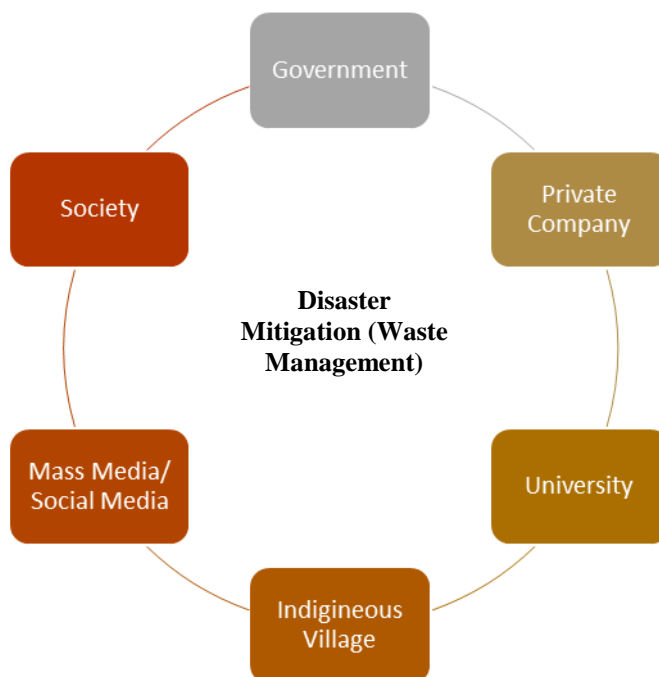 Government
Private
Company
Society
Disaster
Mitigation (Waste
Management)
Mass Media/
Social Media
University
Indigineous
Village